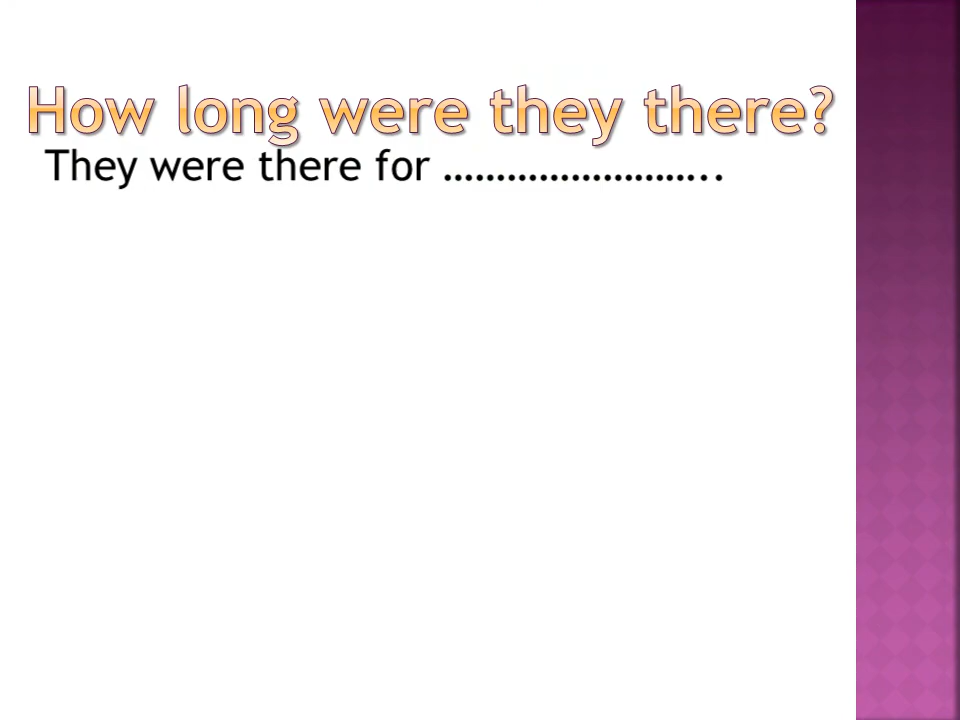 How long were they there?
They were there for ……………………..